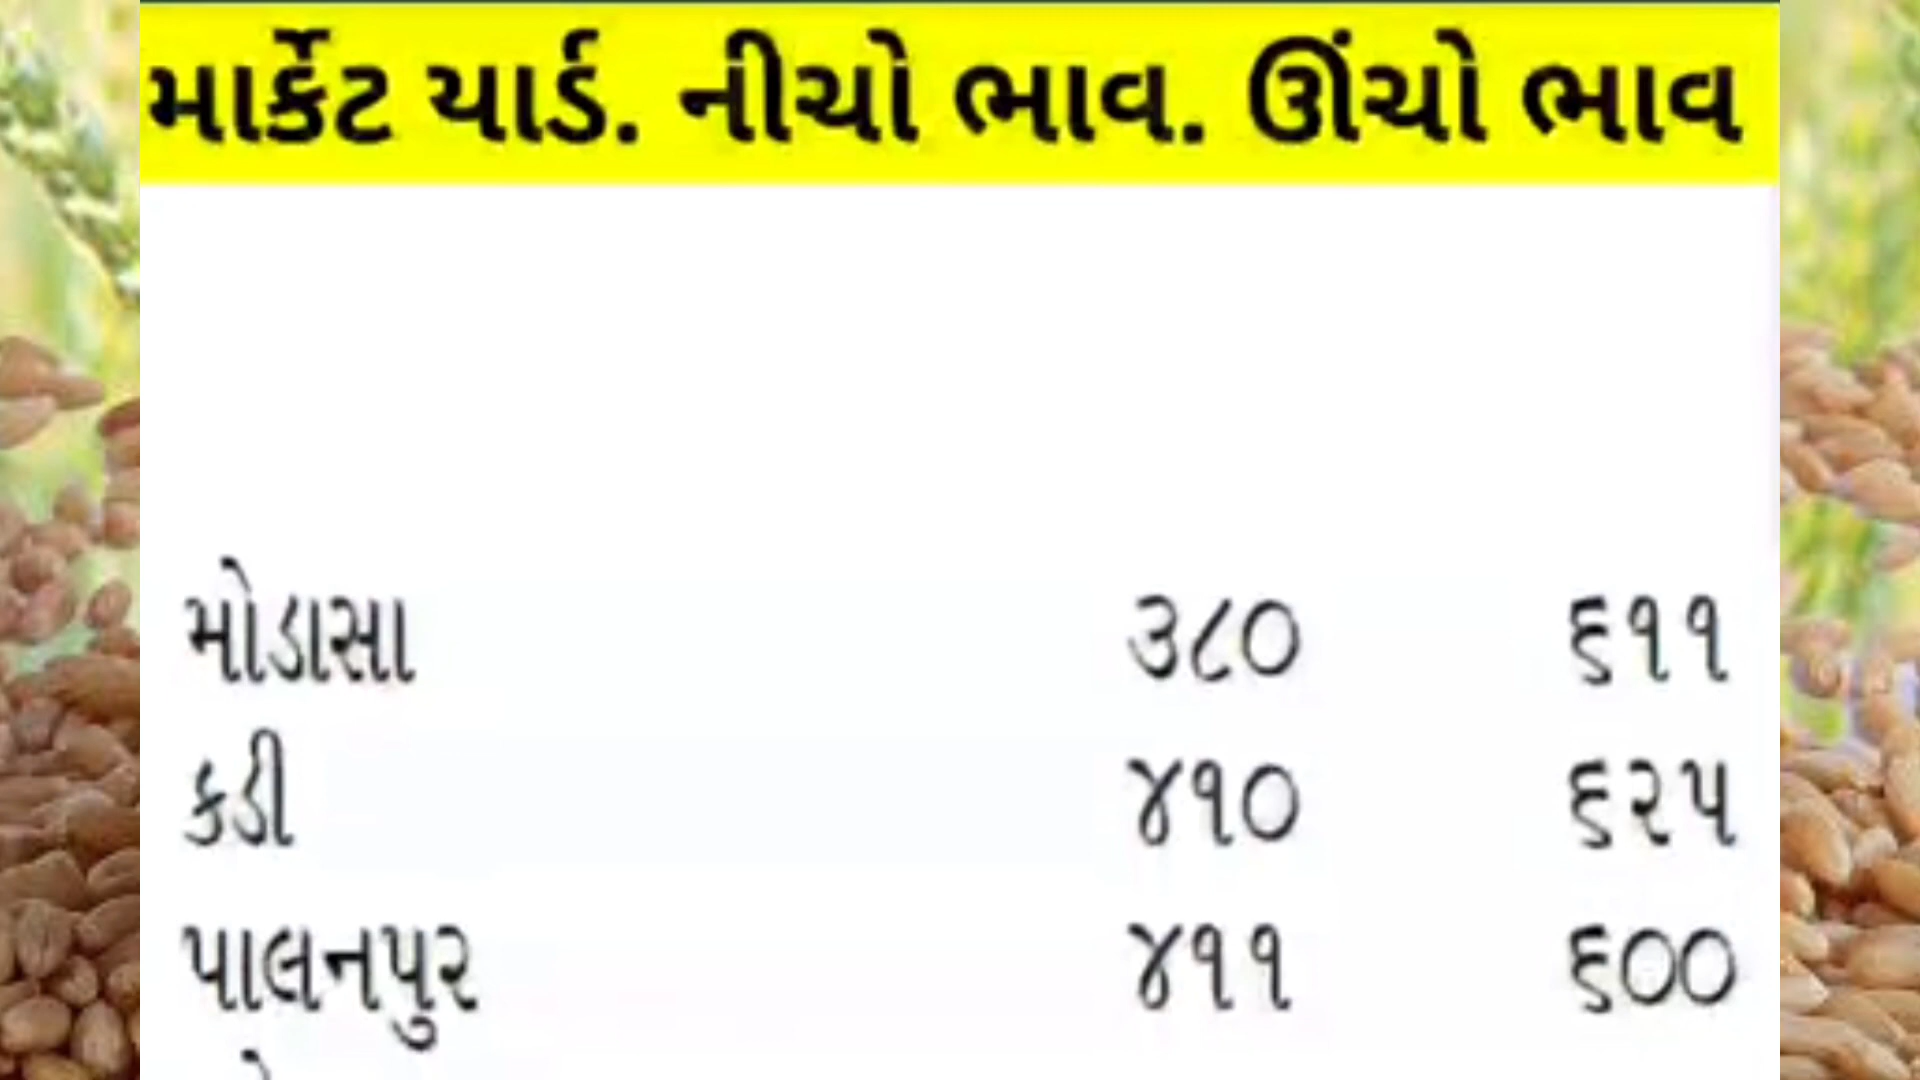 માર્કેટ યાર્ડ. નીચો ભાવ. ઊંચો ભાવ
મોડાસા ૩૮૦ ૬૧૧
કડી ૪૧૦ ૬૨૫
પાલનપુર ૪૧૧ ૬૦૦